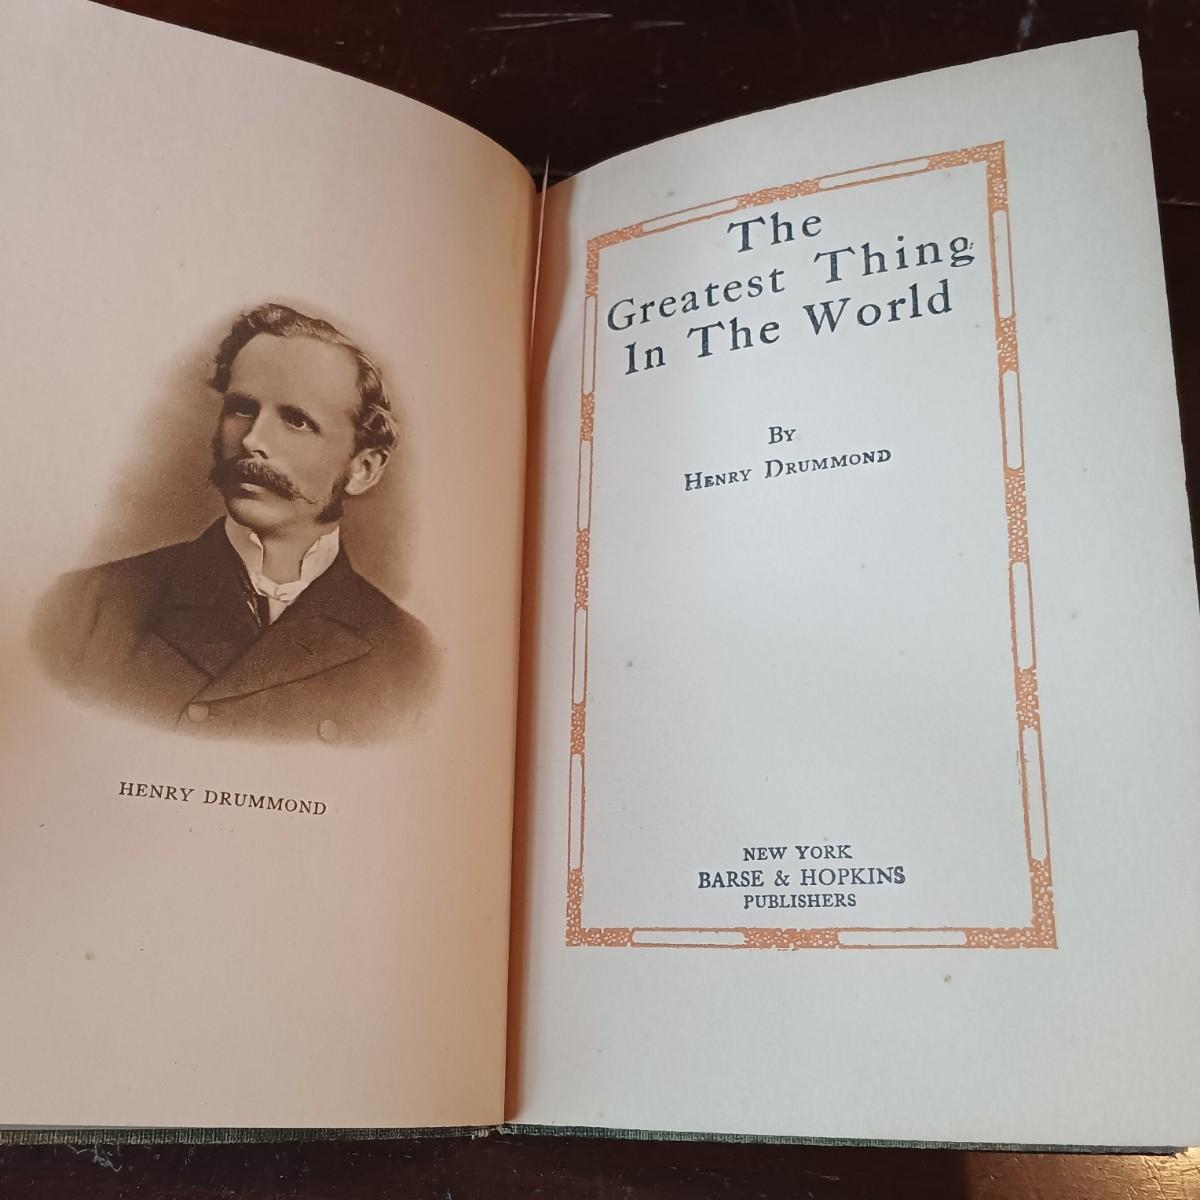 HENRY DRUMMOND
The
Greatest Thing
In The World
By
Henry Drummond
NEW YORK
BARSE & HOPKINS
PUBLISHERS